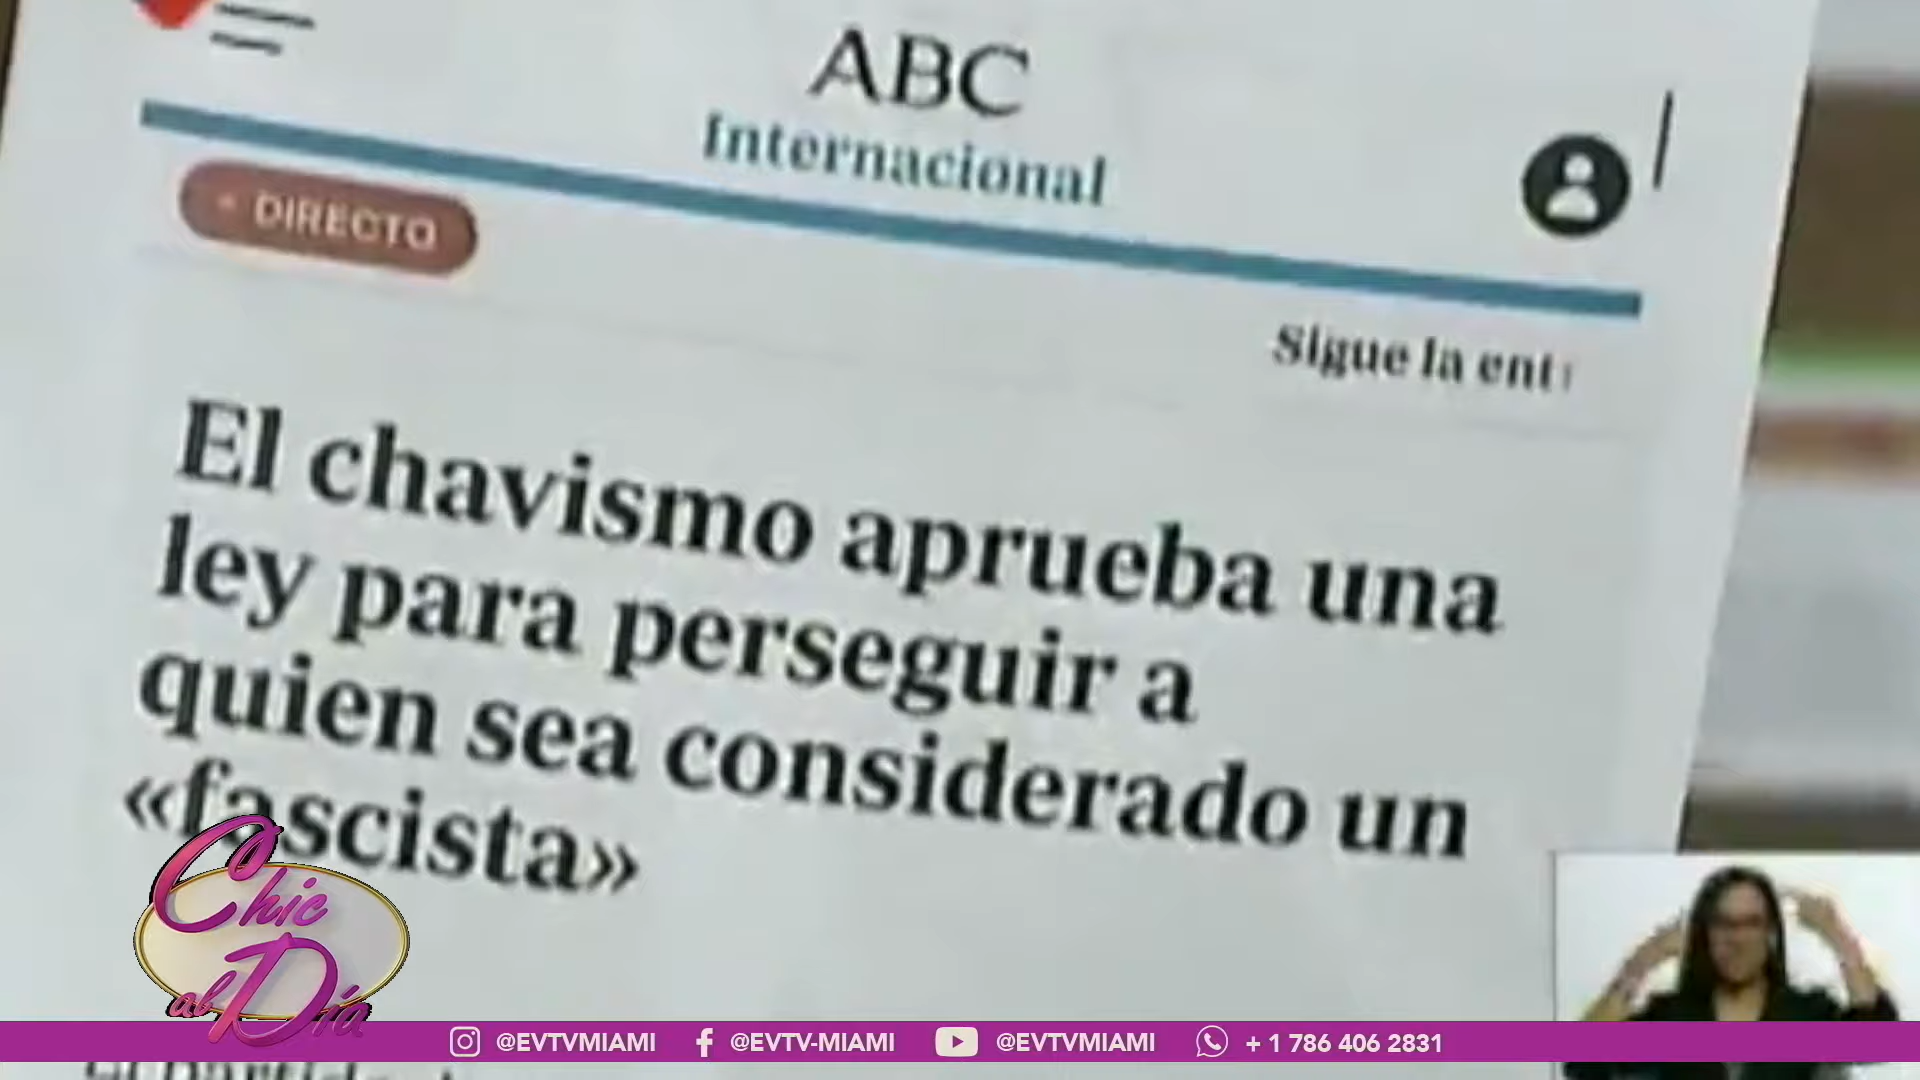 ABC
Internacional
DIRECTO
Sigue la ent
El chavismo aprueba una
ley para perseguir a
quien sea considerado un
«fascista»
Chic
al Día
@EVTVMIAMI @EVTV-MIAMI @EVTVMIAMI + 1 786 406 2831